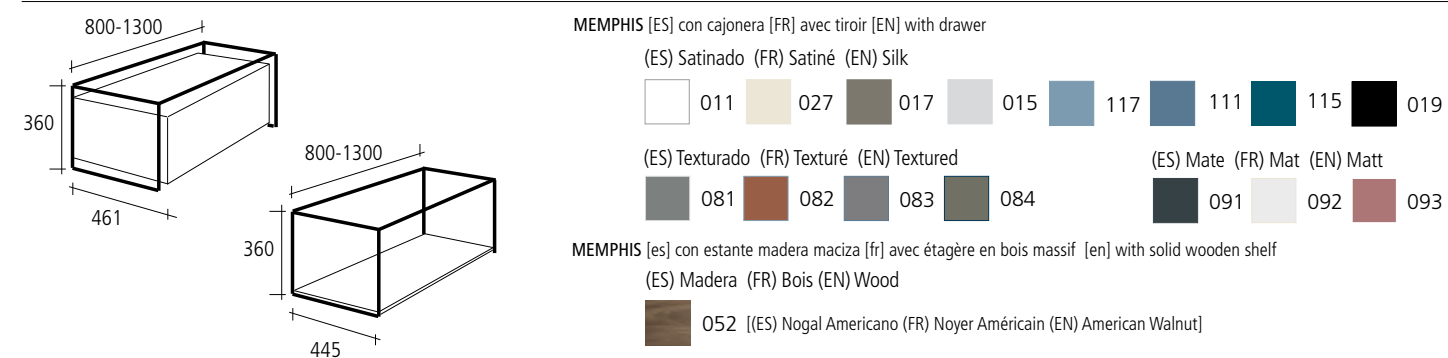 800-1300
360
461
800-1300
360
445
MEMPHIS [ES] con cajonera [FR] avec tiroir [EN] with drawer
(ES) Satinado (FR) Satiné (EN) Silk
011 027 017 015 117 111 115 019
(ES) Texturado (FR) Texturé (EN) Textured
081 082 083 084
(ES) Mate (FR) Mat (EN) Matt
091 092 093
MEMPHIS [es] con estante madera maciza [fr] avec étagère en bois massif [en] with solid wooden shelf
(ES) Madera (FR) Bois (EN) Wood
052 [(ES) Nogal Americano (FR) Noyer Américain (EN) American Walnut]